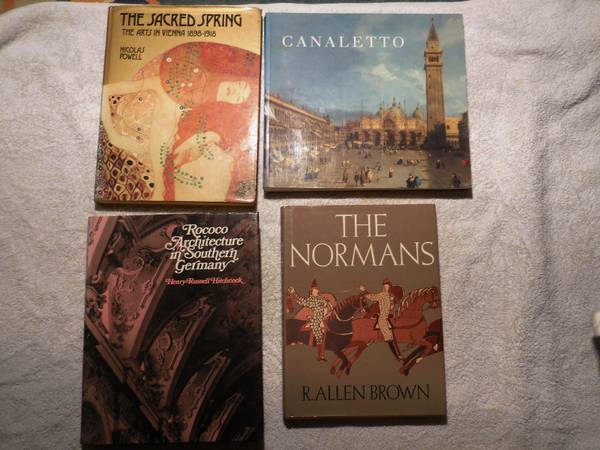 THE SACRED SPRING
THE ARTS IN VIENNA 1898-1918
NICOLAS
POWELL
CANALETTO
Rococo
Architecture
in Southern
Germany
Henry-Russell Hitchcock
THE
NORMANS
R. ALLEN BROWN